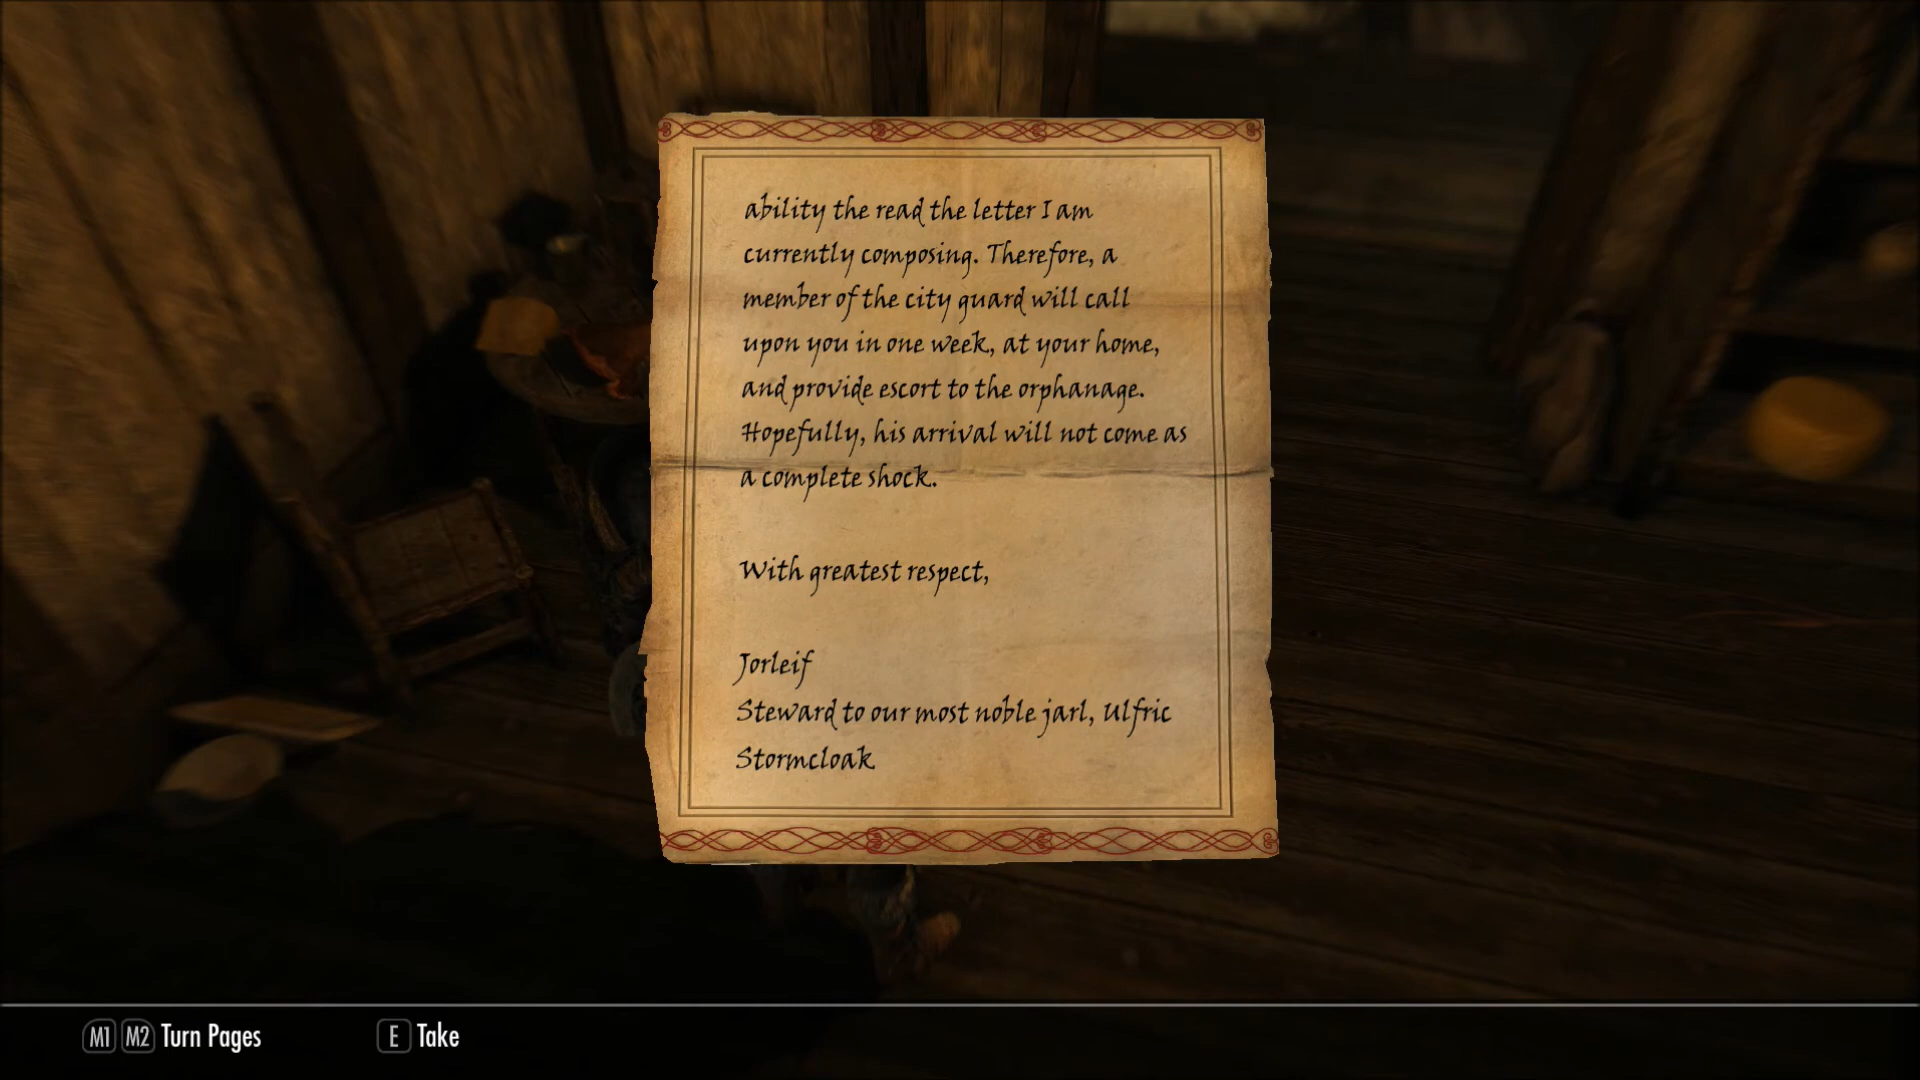 ability the read the letter I am
currently composing. Therefore, a
member of the city guard will call
upon you in one week, at your home,
and provide escort to the orphanage.
Hopefully, his arrival will not come as
a complete shock.
With greatest respect,
Jorleif
Steward to our most noble jarl, Ulfric
Stormcloak
M1 M2 Turn Pages
E Take